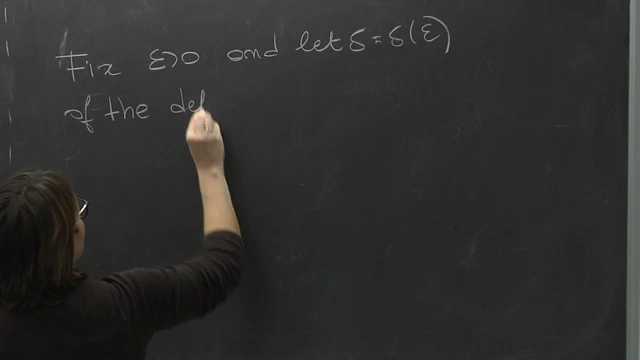 Fix ε>0 and let δ = δ(ε)
of the def